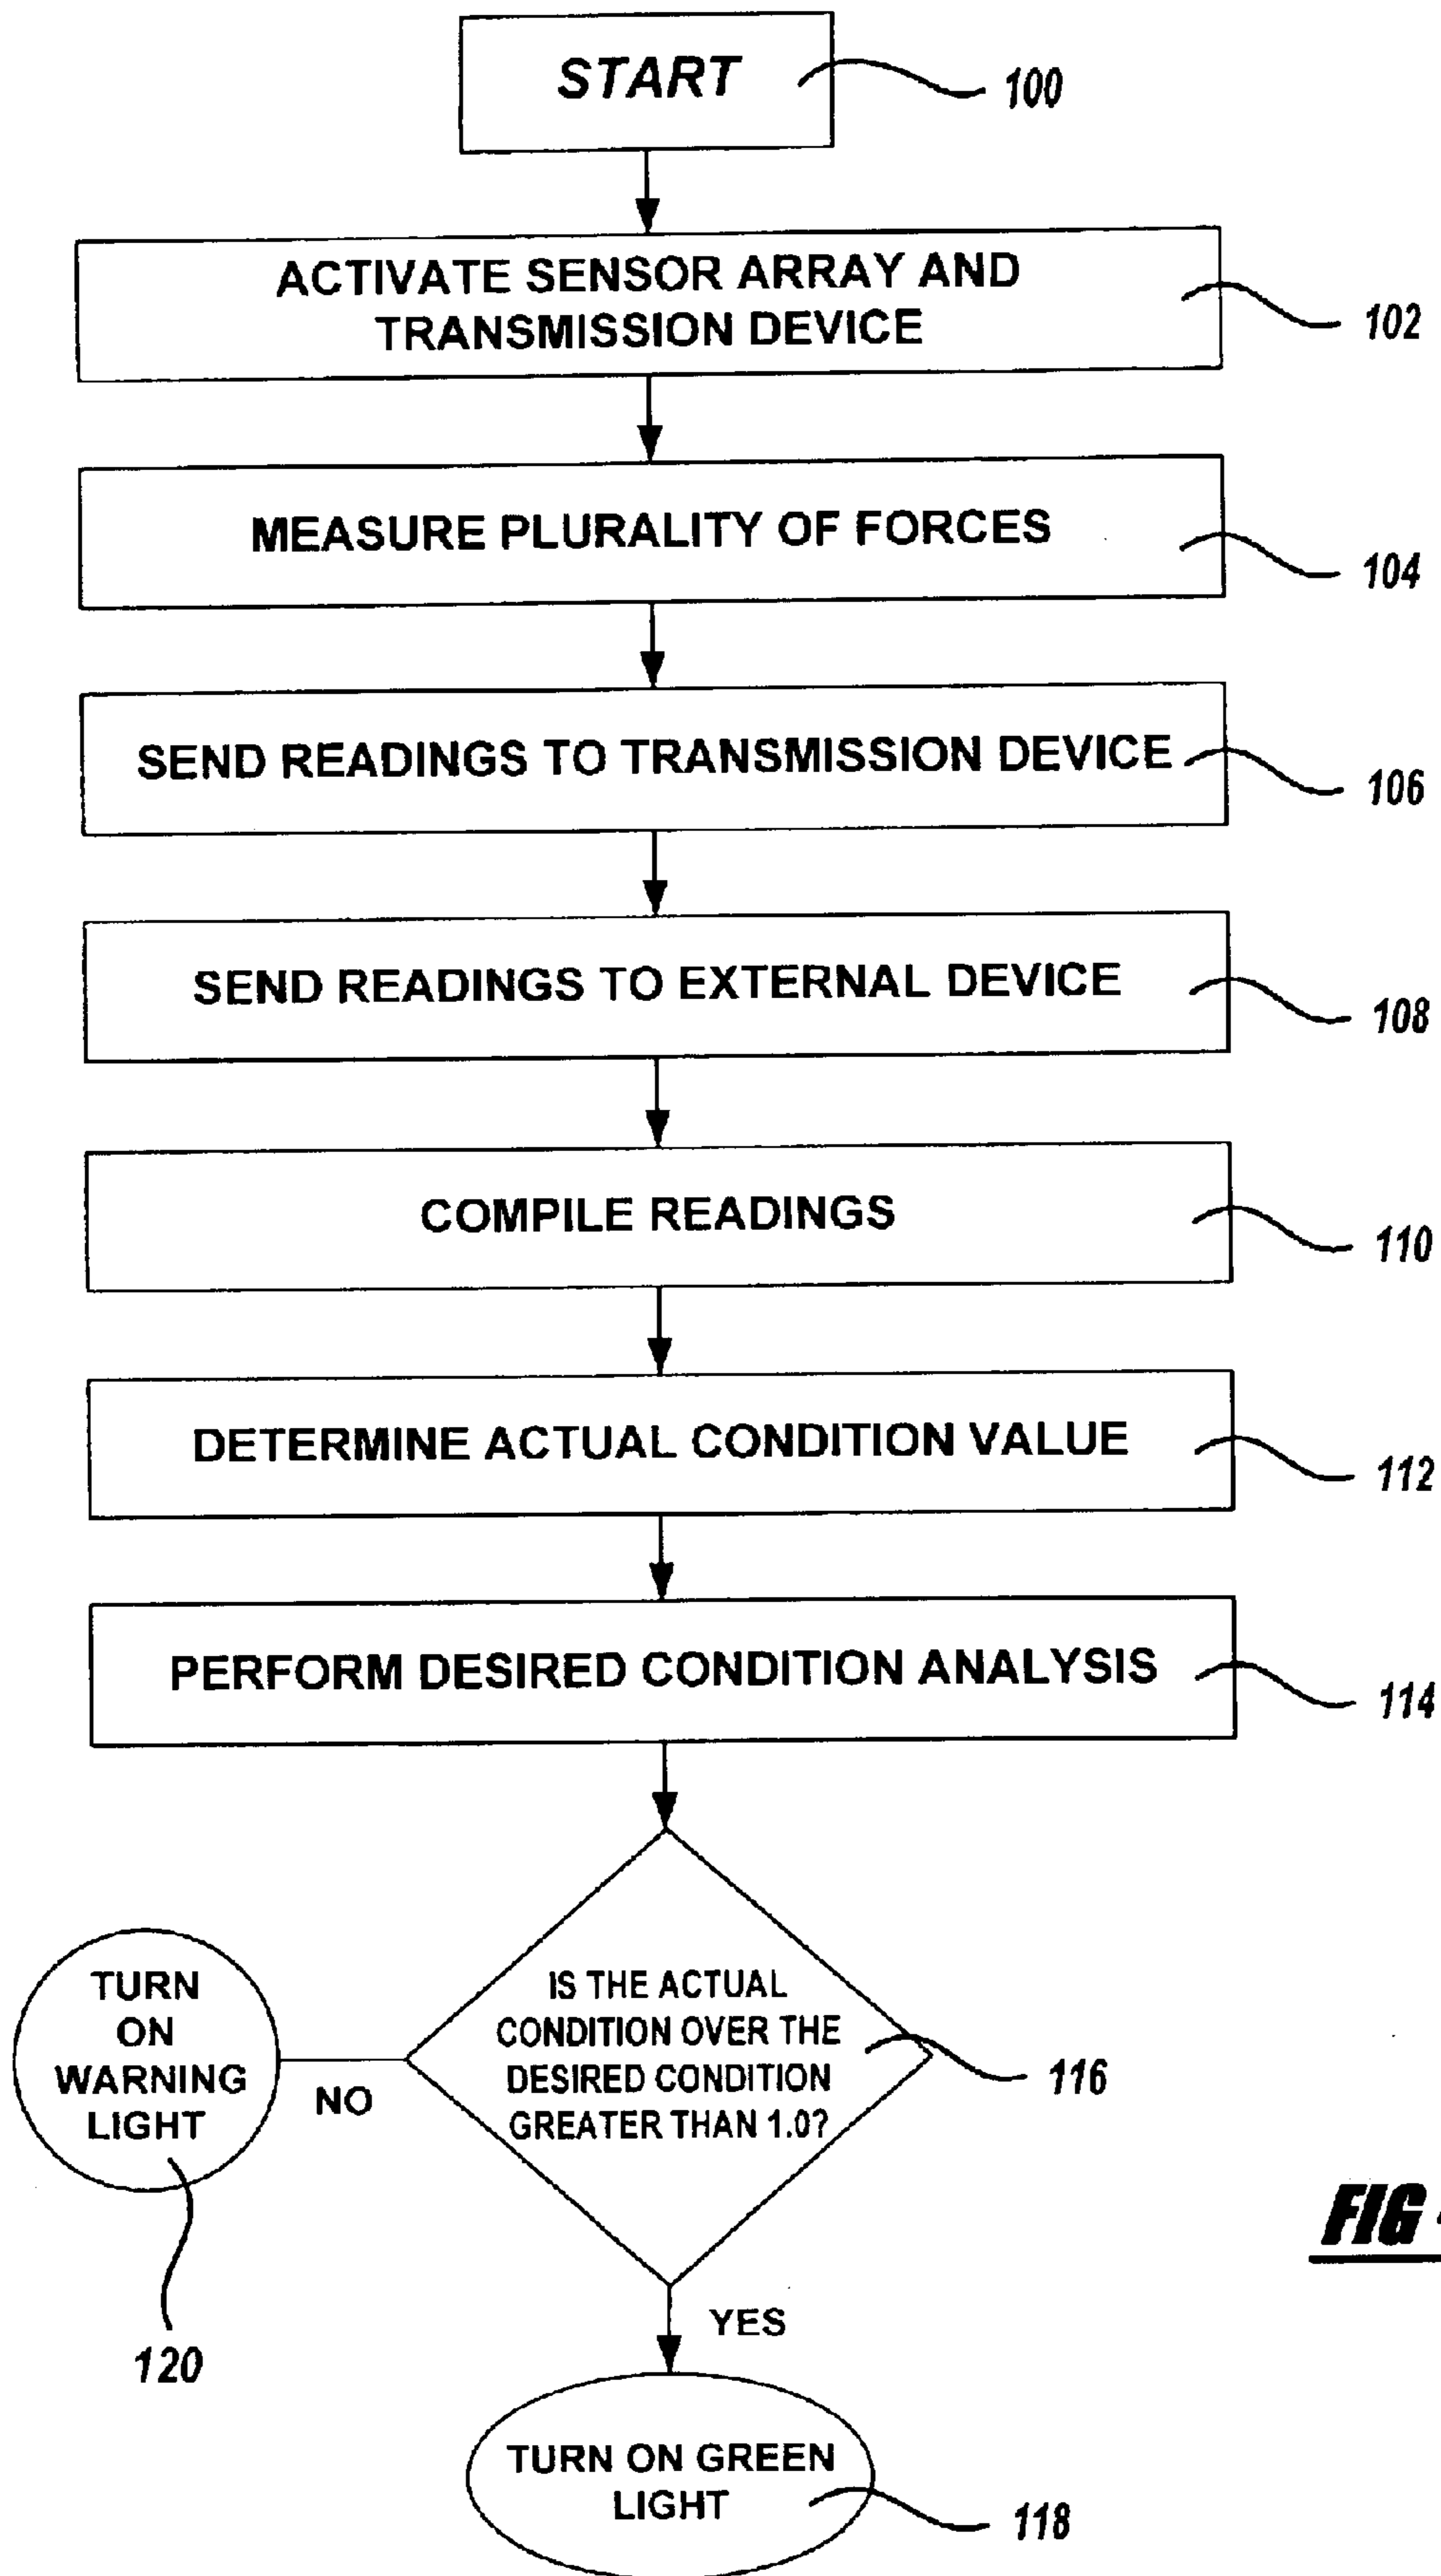 START
100
ACTIVATE SENSOR ARRAY AND
TRANSMISSION DEVICE
102
MEASURE PLURALITY OF FORCES
104
SEND READINGS TO TRANSMISSION DEVICE
106
SEND READINGS TO EXTERNAL DEVICE
108
COMPILE READINGS
110
DETERMINE ACTUAL CONDITION VALUE
112
PERFORM DESIRED CONDITION ANALYSIS
114
IS THE ACTUAL
CONDITION OVER THE
DESIRED CONDITION
GREATER THAN 1.0?
116
NO
TURN
ON
WARNING
LIGHT
120
YES
TURN ON GREEN
LIGHT
118
FIG